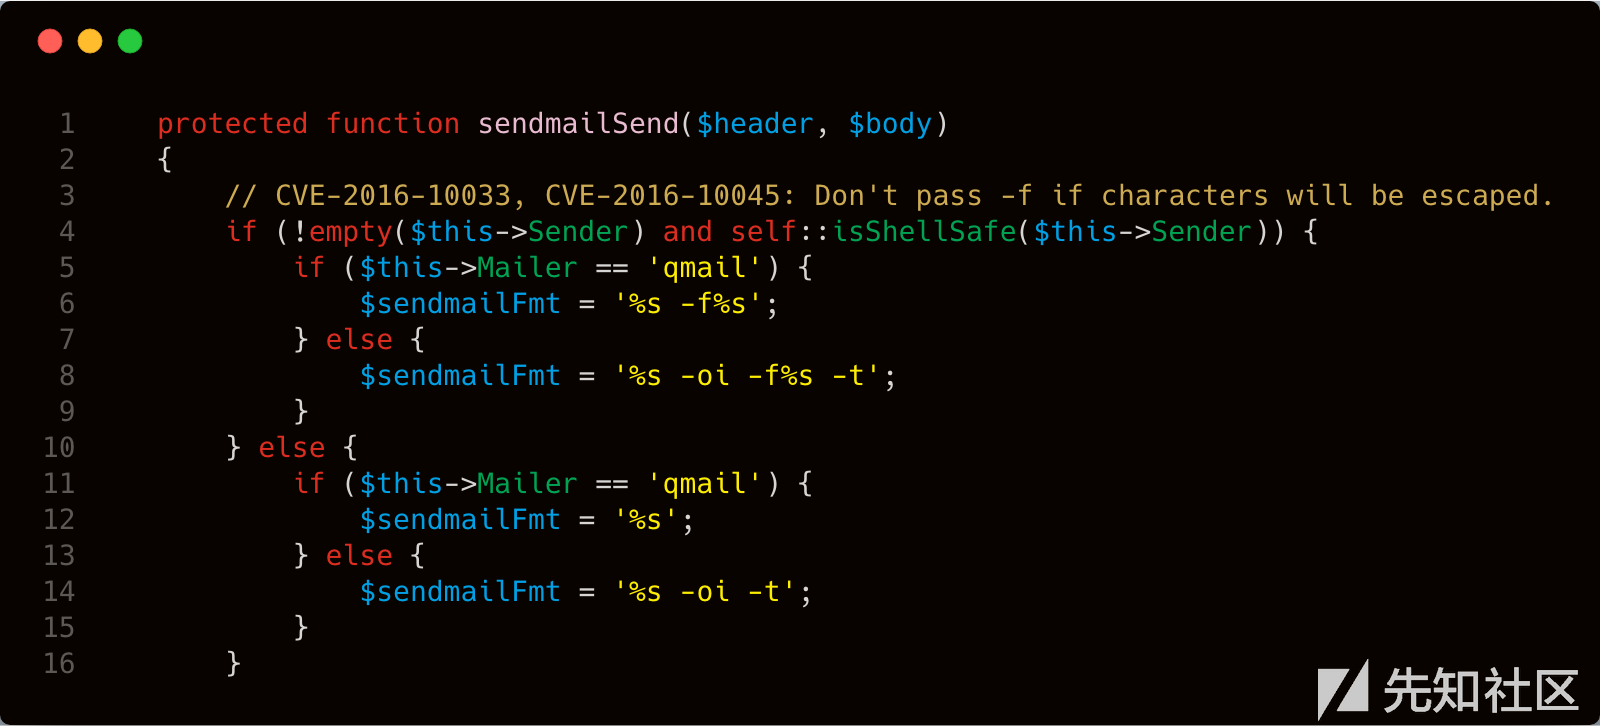 1 protected function sendmailSend($header, $body)
2 {
3 // CVE-2016-10033, CVE-2016-10045: Don't pass -f if characters will be escaped.
4 if (!empty($this->Sender) and self::isShellSafe($this->Sender)) {
5 if ($this->Mailer == 'qmail') {
6 $sendmailFmt = '%s -f%s';
7 } else {
8 $sendmailFmt = '%s -oi -f%s -t';
9 }
10 } else {
11 if ($this->Mailer == 'qmail') {
12 $sendmailFmt = '%s';
13 } else {
14 $sendmailFmt = '%s -oi -t';
15 }
16 }
先知社区